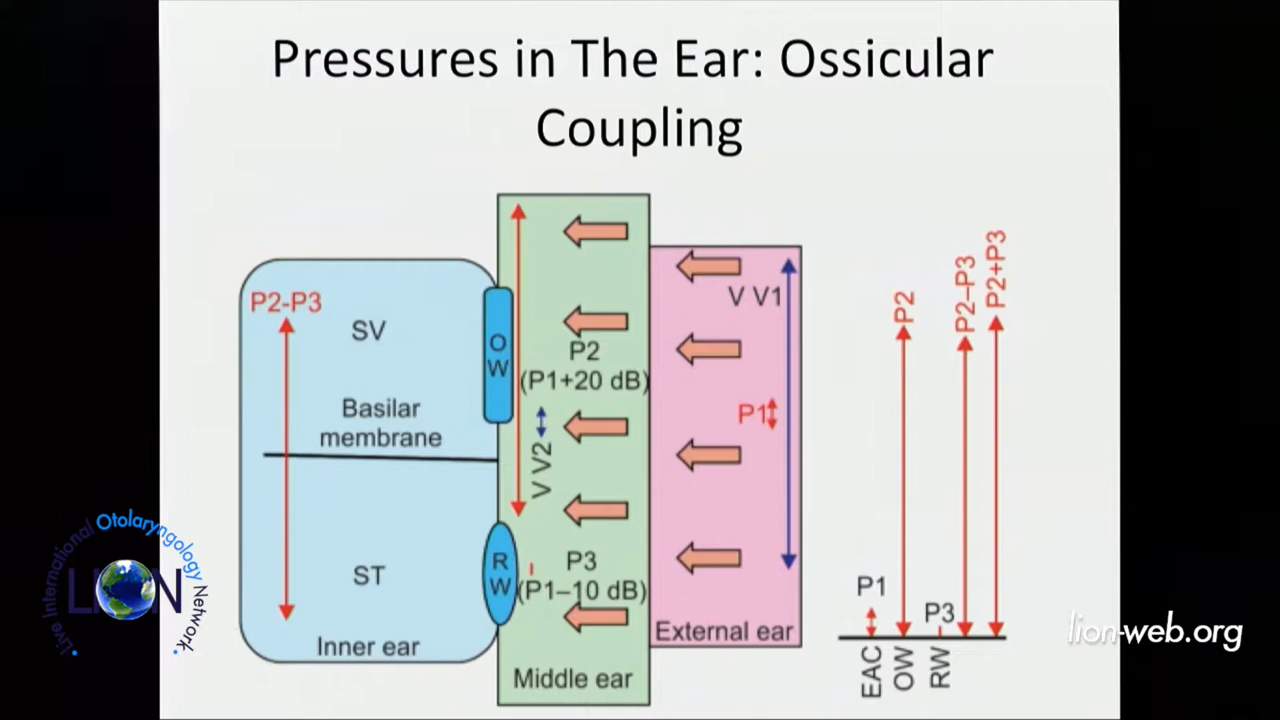 Pressures in The Ear: Ossicular
Coupling
P2-P3
SV
Basilar
membrane
ST
Inner ear
O
W
R
W
P2
(P1+20 dB)
V V2
P3
(P1–10 dB)
Middle ear
V V1
P1
External ear
P1
EAC
P2
OW
P3
RW
P2–P3
P2+P3
LION
Live International Otolaryngology Network
lion-web.org